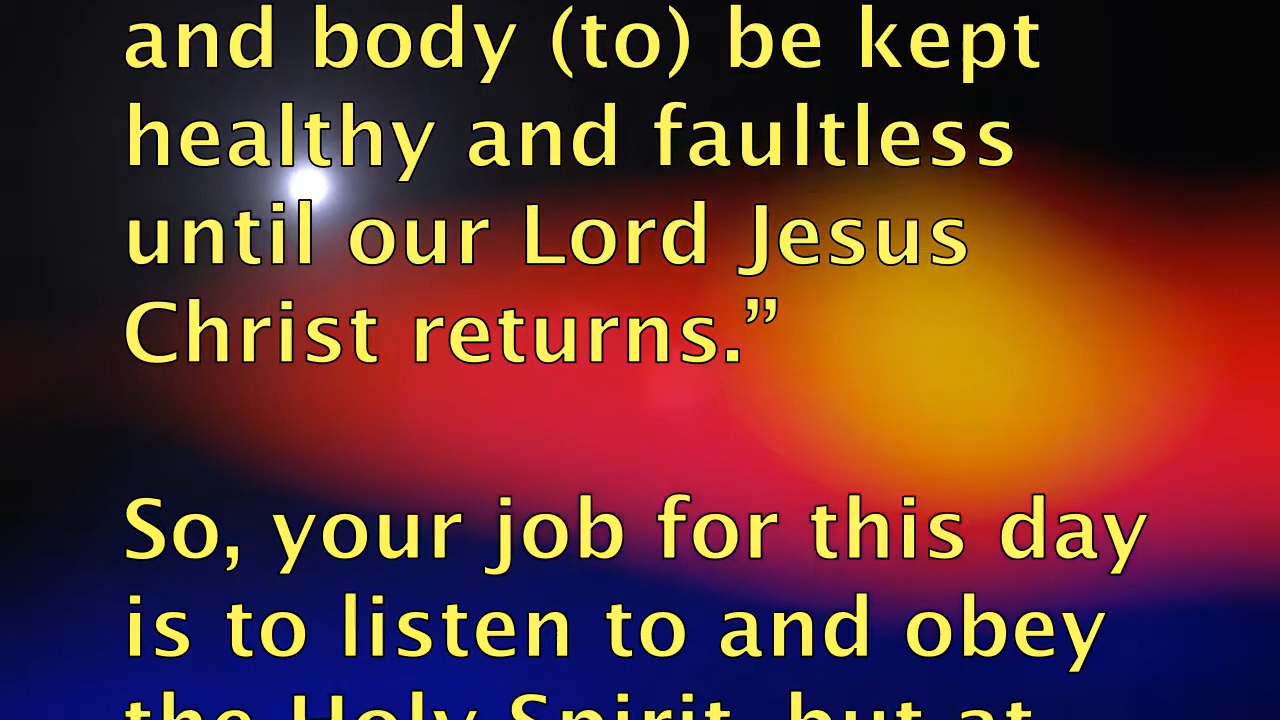 and body (to) be kept
healthy and faultless
until our Lord Jesus
Christ returns.”
So, your job for this day
is to listen to and obey
the Holy Spirit, but at